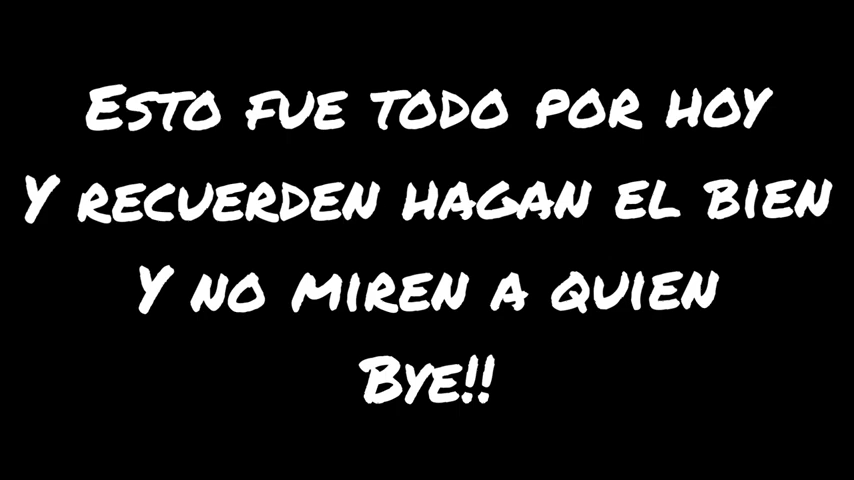 Esto fue todo por hoy
Y recuerden hagan el bien
Y no miren a quien
Bye!!